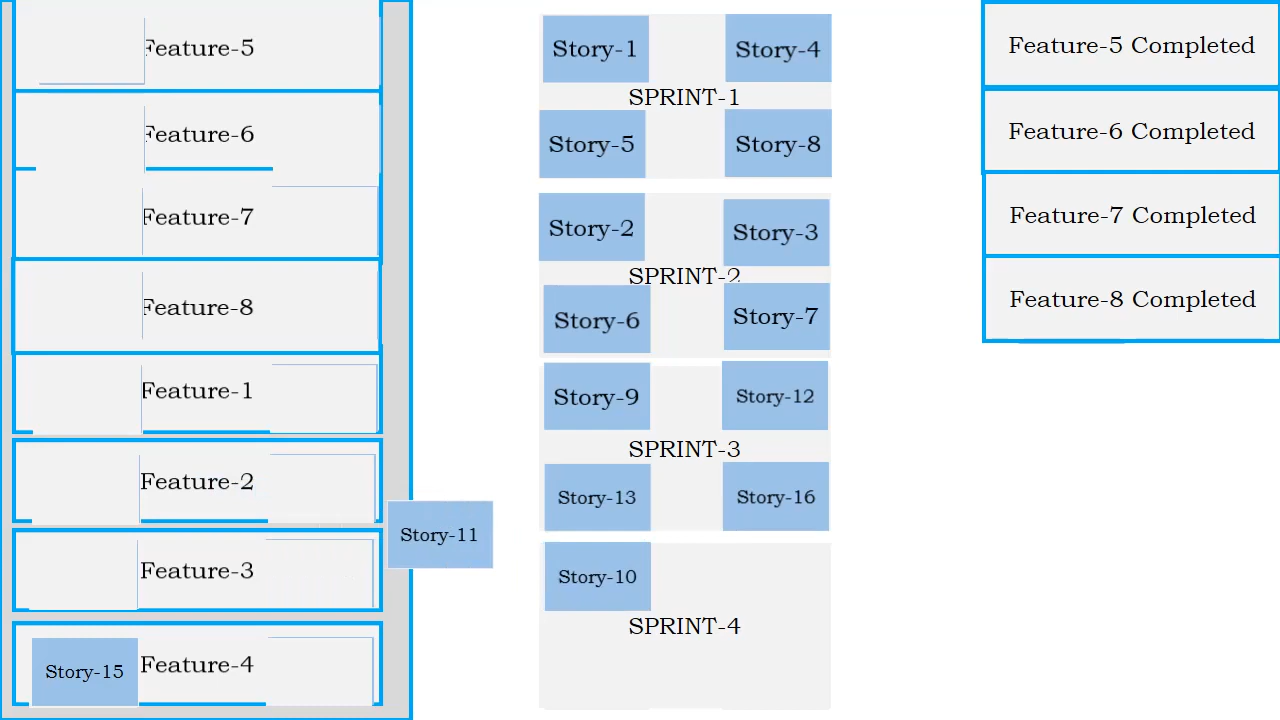 Feature-5
Feature-6
Feature-7
Feature-8
Feature-1
Feature-2
Feature-3
Story-15 Feature-4
Story-11
Story-1 Story-4
SPRINT-1
Story-5 Story-8
Story-2 Story-3
SPRINT-2
Story-6 Story-7
Story-9 Story-12
SPRINT-3
Story-13 Story-16
Story-10
SPRINT-4
Feature-5 Completed
Feature-6 Completed
Feature-7 Completed
Feature-8 Completed